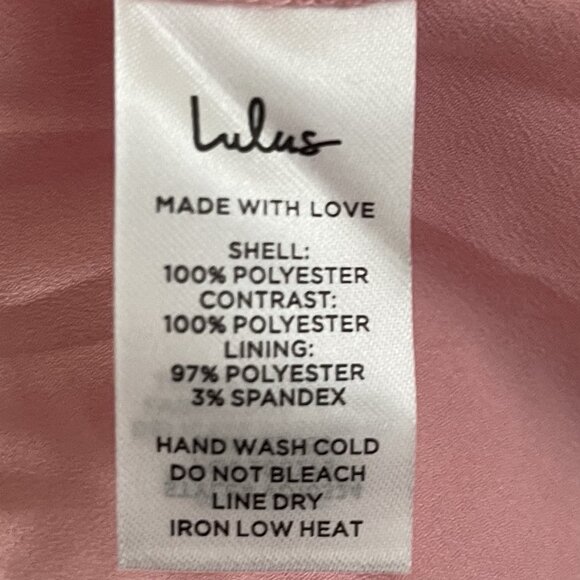 Lulus
MADE WITH LOVE
SHELL:
100% POLYESTER
CONTRAST:
100% POLYESTER
LINING:
97% POLYESTER
3% SPANDEX
HAND WASH COLD
DO NOT BLEACH
LINE DRY
IRON LOW HEAT